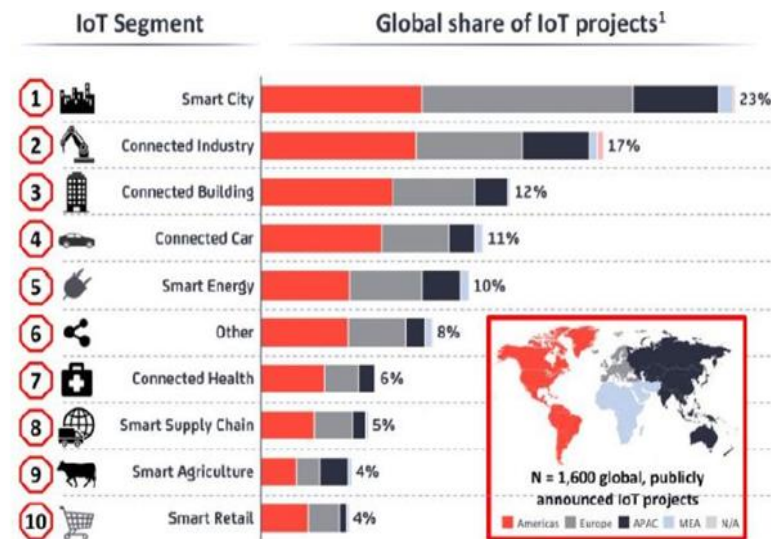 IoT Segment
Global share of IoT projects¹
1 Smart City 23%
2 Connected Industry 17%
3 Connected Building 12%
4 Connected Car 11%
5 Smart Energy 10%
6 Other 8%
7 Connected Health 6%
8 Smart Supply Chain 5%
9 Smart Agriculture 4%
10 Smart Retail 4%
N = 1,600 global, publicly
announced IoT projects
Americas Europe APAC MEA N/A